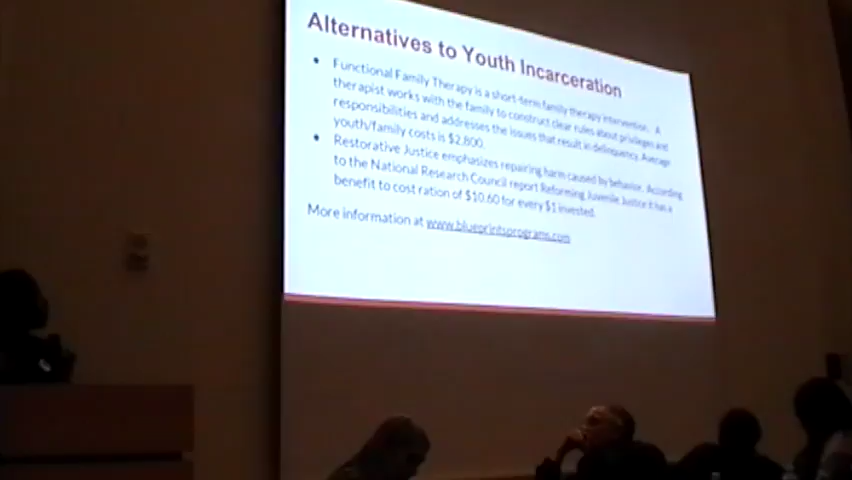 Alternatives to Youth Incarceration
• Functional Family Therapy is a short-term family therapy intervention. A
therapist works with the family to construct clear rules about privileges and
responsibilities and addresses the issues that result in delinquency. Average
youth/family costs is $2,800.
• Restorative Justice emphasizes repairing harm caused by behavior. According
to the National Research Council report Reforming Juvenile Justice it has a
benefit to cost ration of $10.60 for every $1 invested.
More information at www.blueprintsprograms.com